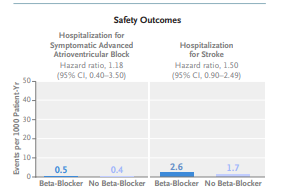 Safety Outcomes
Hospitalization for
Symptomatic Advanced
Atrioventricular Block
Hazard ratio, 1.18
(95% CI, 0.40–3.50)
Hospitalization
for Stroke
Hazard ratio, 1.50
(95% CI, 0.90–2.49)
Events per 1000 Patient-Yr
50
40
30
20
10
0
0.5
0.4
2.6
1.7
Beta-Blocker No Beta-Blocker Beta-Blocker No Beta-Blocker